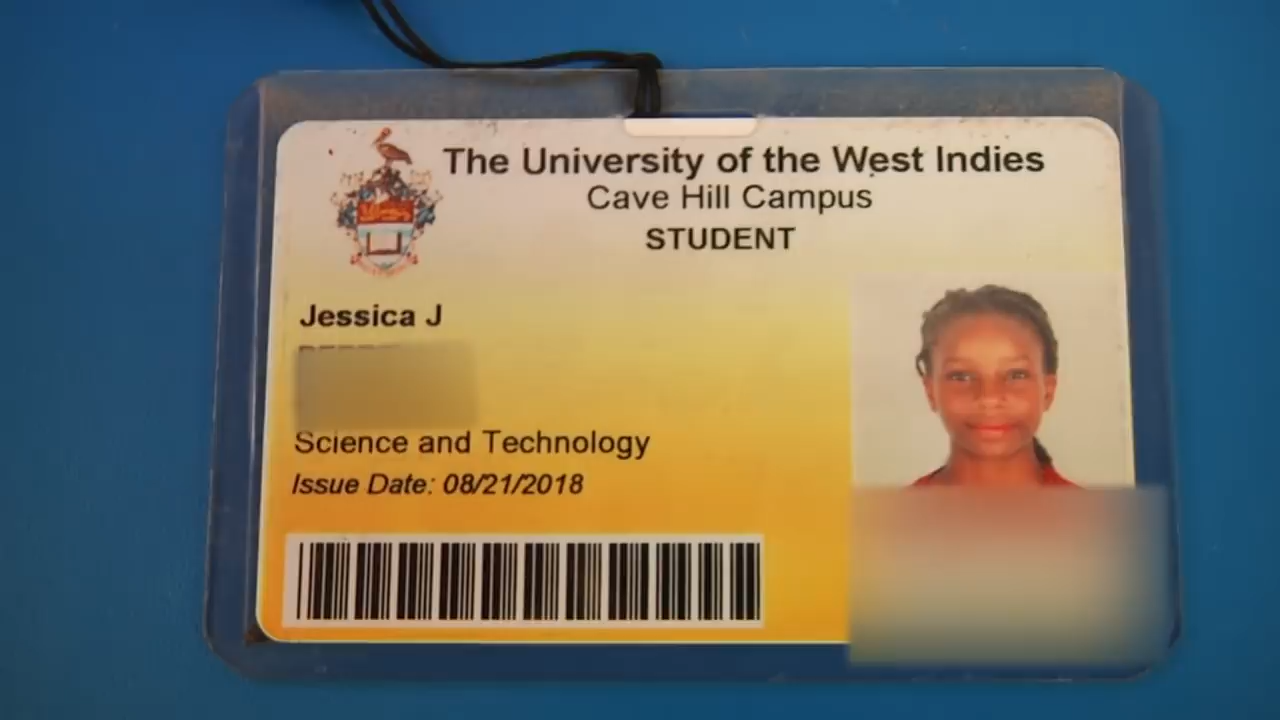 The University of the West Indies
Cave Hill Campus
STUDENT
Jessica J
Science and Technology
Issue Date: 08/21/2018